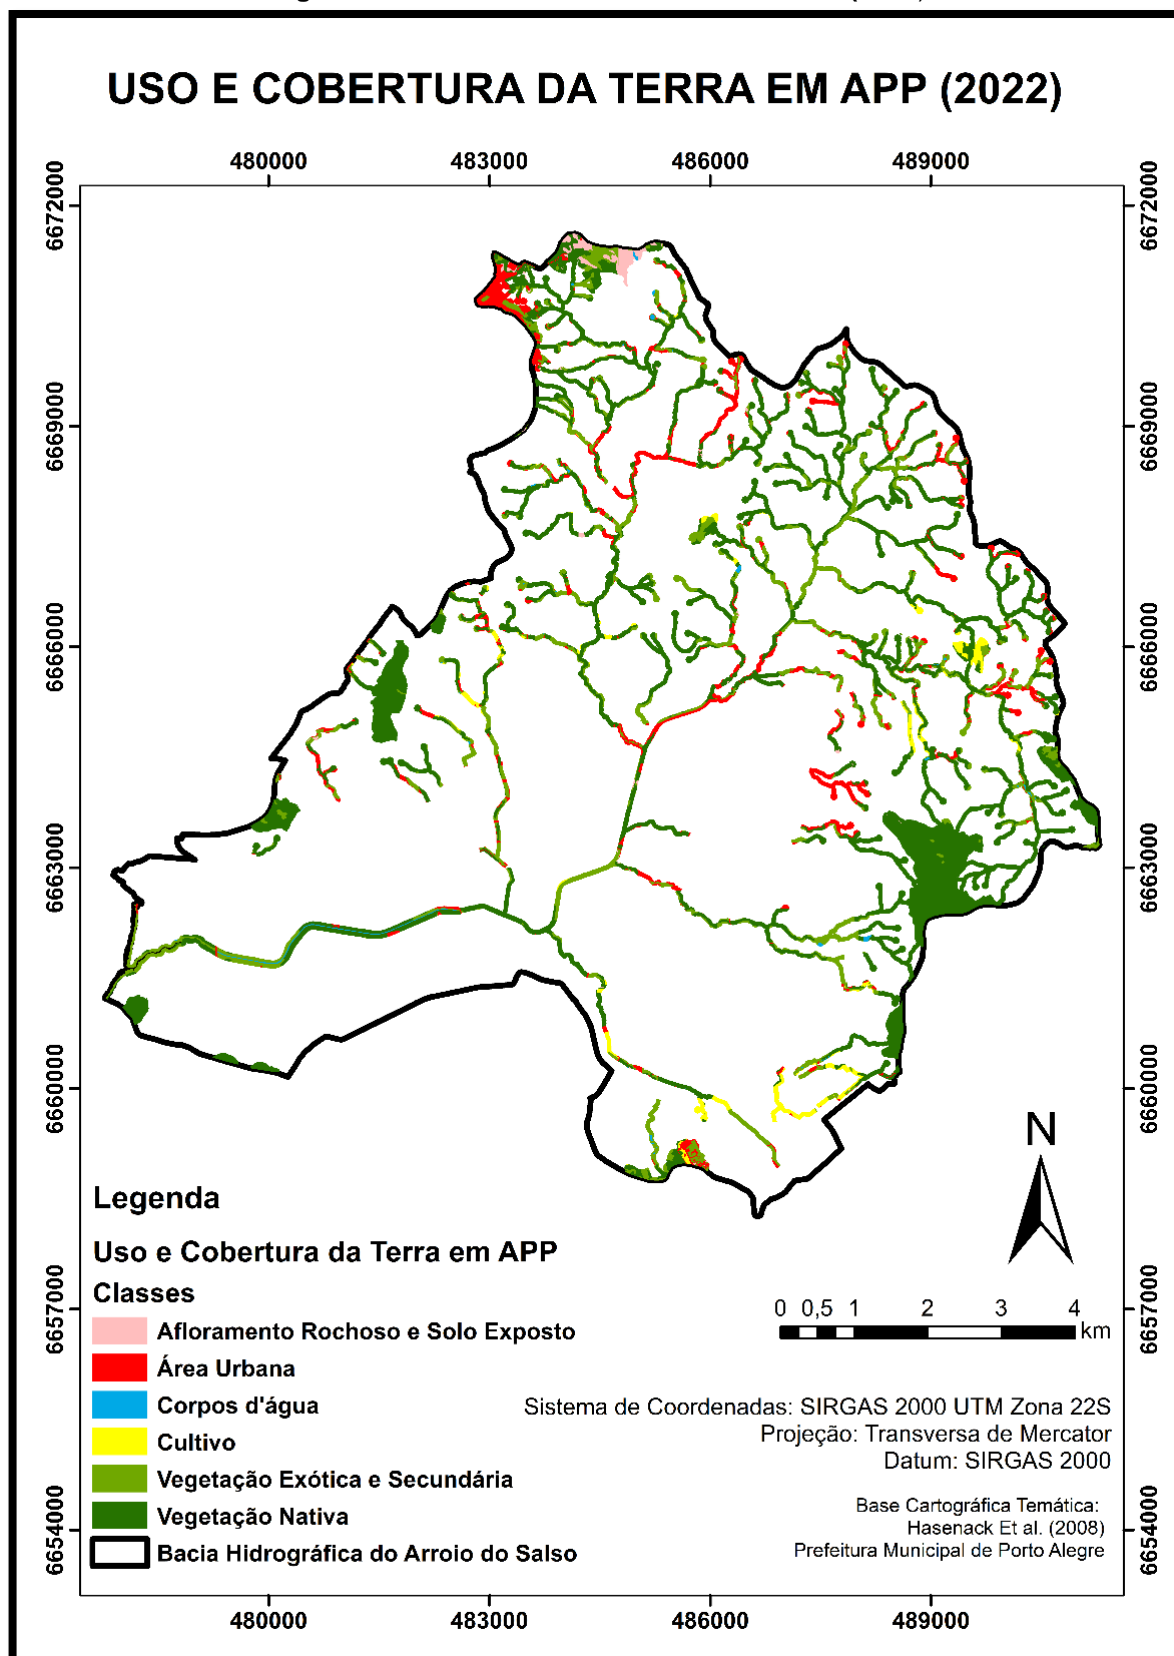 USO E COBERTURA DA TERRA EM APP (2022)
480000 483000 486000 489000
6672000 6672000
6669000 6669000
6666000 6666000
6663000 6663000
6660000 6660000
6657000 6657000
6654000 6654000
N
Legenda
Uso e Cobertura da Terra em APP
Classes
Afloramento Rochoso e Solo Exposto
Área Urbana
Corpos d'água
Cultivo
Vegetação Exótica e Secundária
Vegetação Nativa
Bacia Hidrográfica do Arroio do Salso
0 0,5 1 2 3 4
km
Sistema de Coordenadas: SIRGAS 2000 UTM Zona 22S
Projeção: Transversa de Mercator
Datum: SIRGAS 2000
Base Cartográfica Temática:
Hasenack Et al. (2008)
Prefeitura Municipal de Porto Alegre
480000 483000 486000 489000